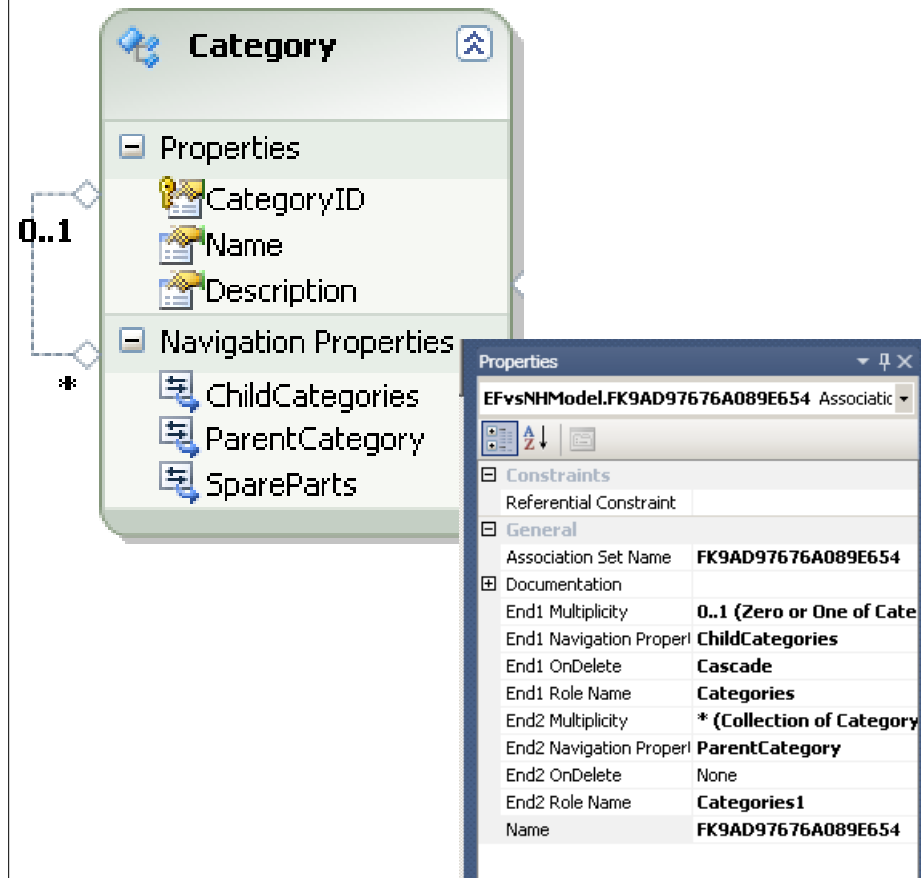 Category
Properties
CategoryID
0..1
Name
Description
Navigation Properties
*
ChildCategories
ParentCategory
SpareParts
Properties
EFvsNHModel.FK9AD97676A089E654 Associatic
A
Z
Constraints
Referential Constraint
General
Association Set Name FK9AD97676A089E654
Documentation
End1 Multiplicity 0..1 (Zero or One of Cate
End1 Navigation Propert ChildCategories
End1 OnDelete Cascade
End1 Role Name Categories
End2 Multiplicity * (Collection of Category
End2 Navigation Propert ParentCategory
End2 OnDelete None
End2 Role Name Categories1
Name FK9AD97676A089E654